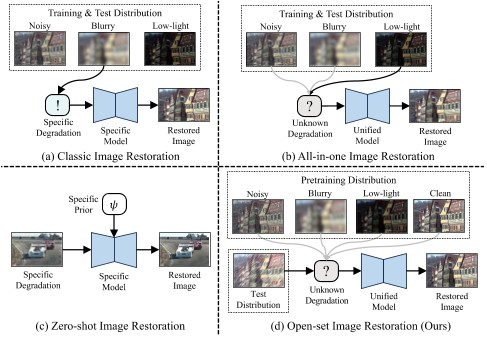 Training & Test Distribution
Noisy Blurry Low-light
!
Specific Degradation
Specific Model
Restored Image
(a) Classic Image Restoration
Training & Test Distribution
Noisy Blurry Low-light
?
Unknown Degradation
Unified Model
Restored Image
(b) All-in-one Image Restoration
Specific Prior
ψ
Specific Degradation
Specific Model
Restored Image
(c) Zero-shot Image Restoration
Pretraining Distribution
Noisy Blurry Low-light Clean
Test Distribution
?
Unknown Degradation
Unified Model
Restored Image
(d) Open-set Image Restoration (Ours)